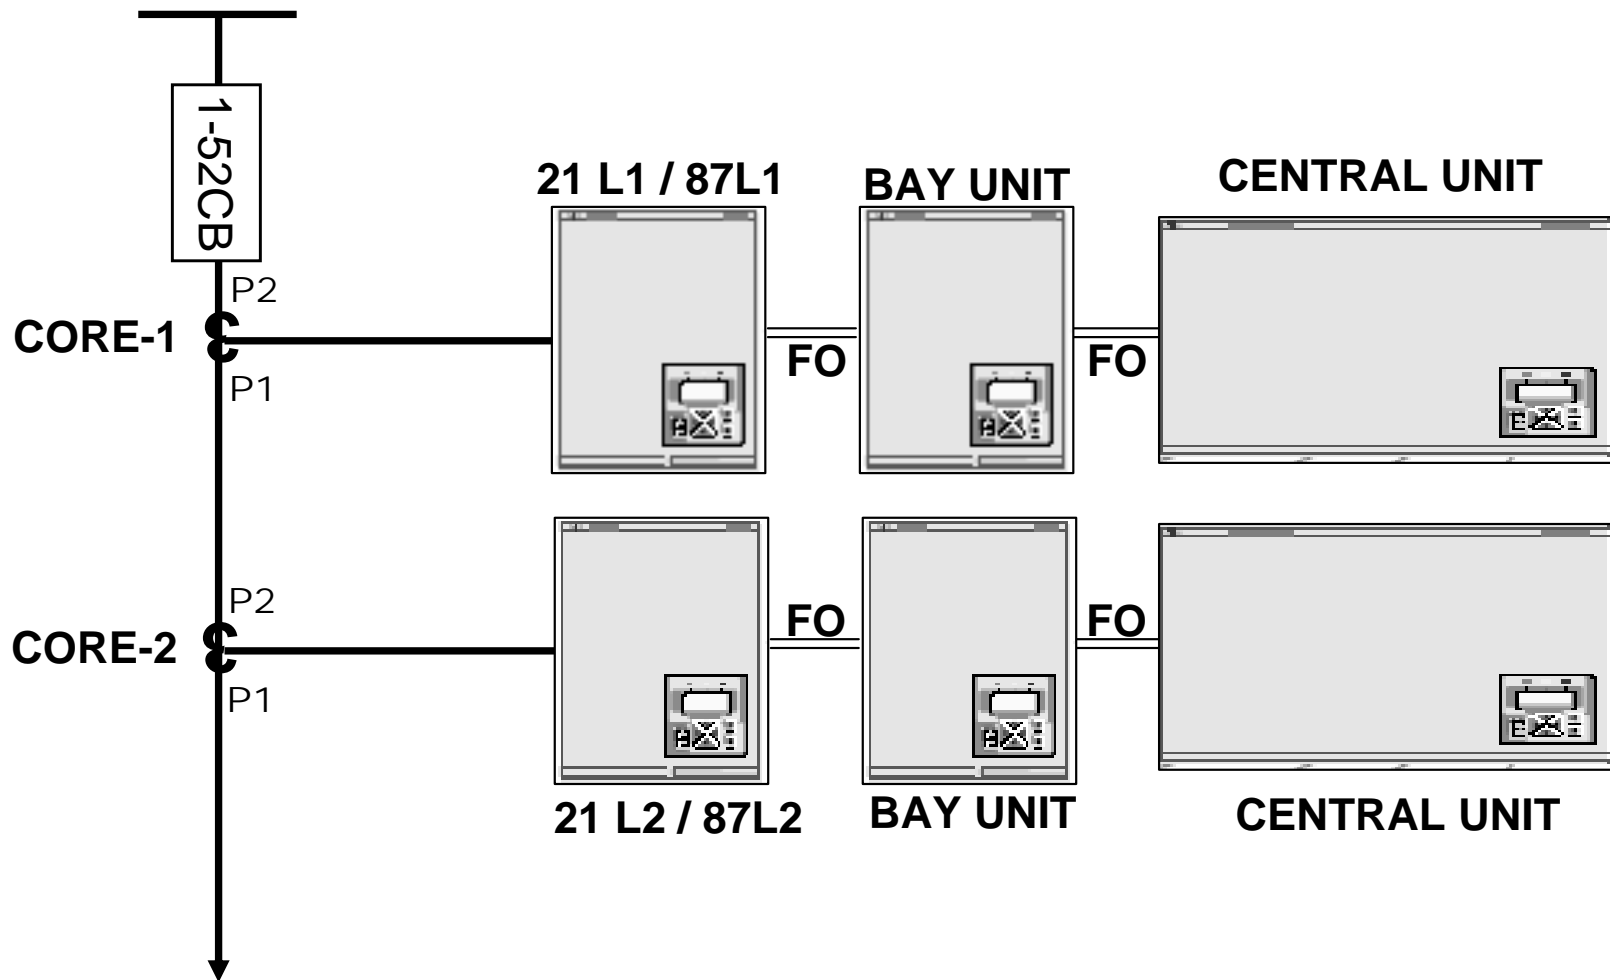 1-52CB
21 L1 / 87L1
BAY UNIT
CENTRAL UNIT
P2
CORE-1
FO
FO
P1
P2
FO
FO
CORE-2
P1
21 L2 / 87L2
BAY UNIT
CENTRAL UNIT